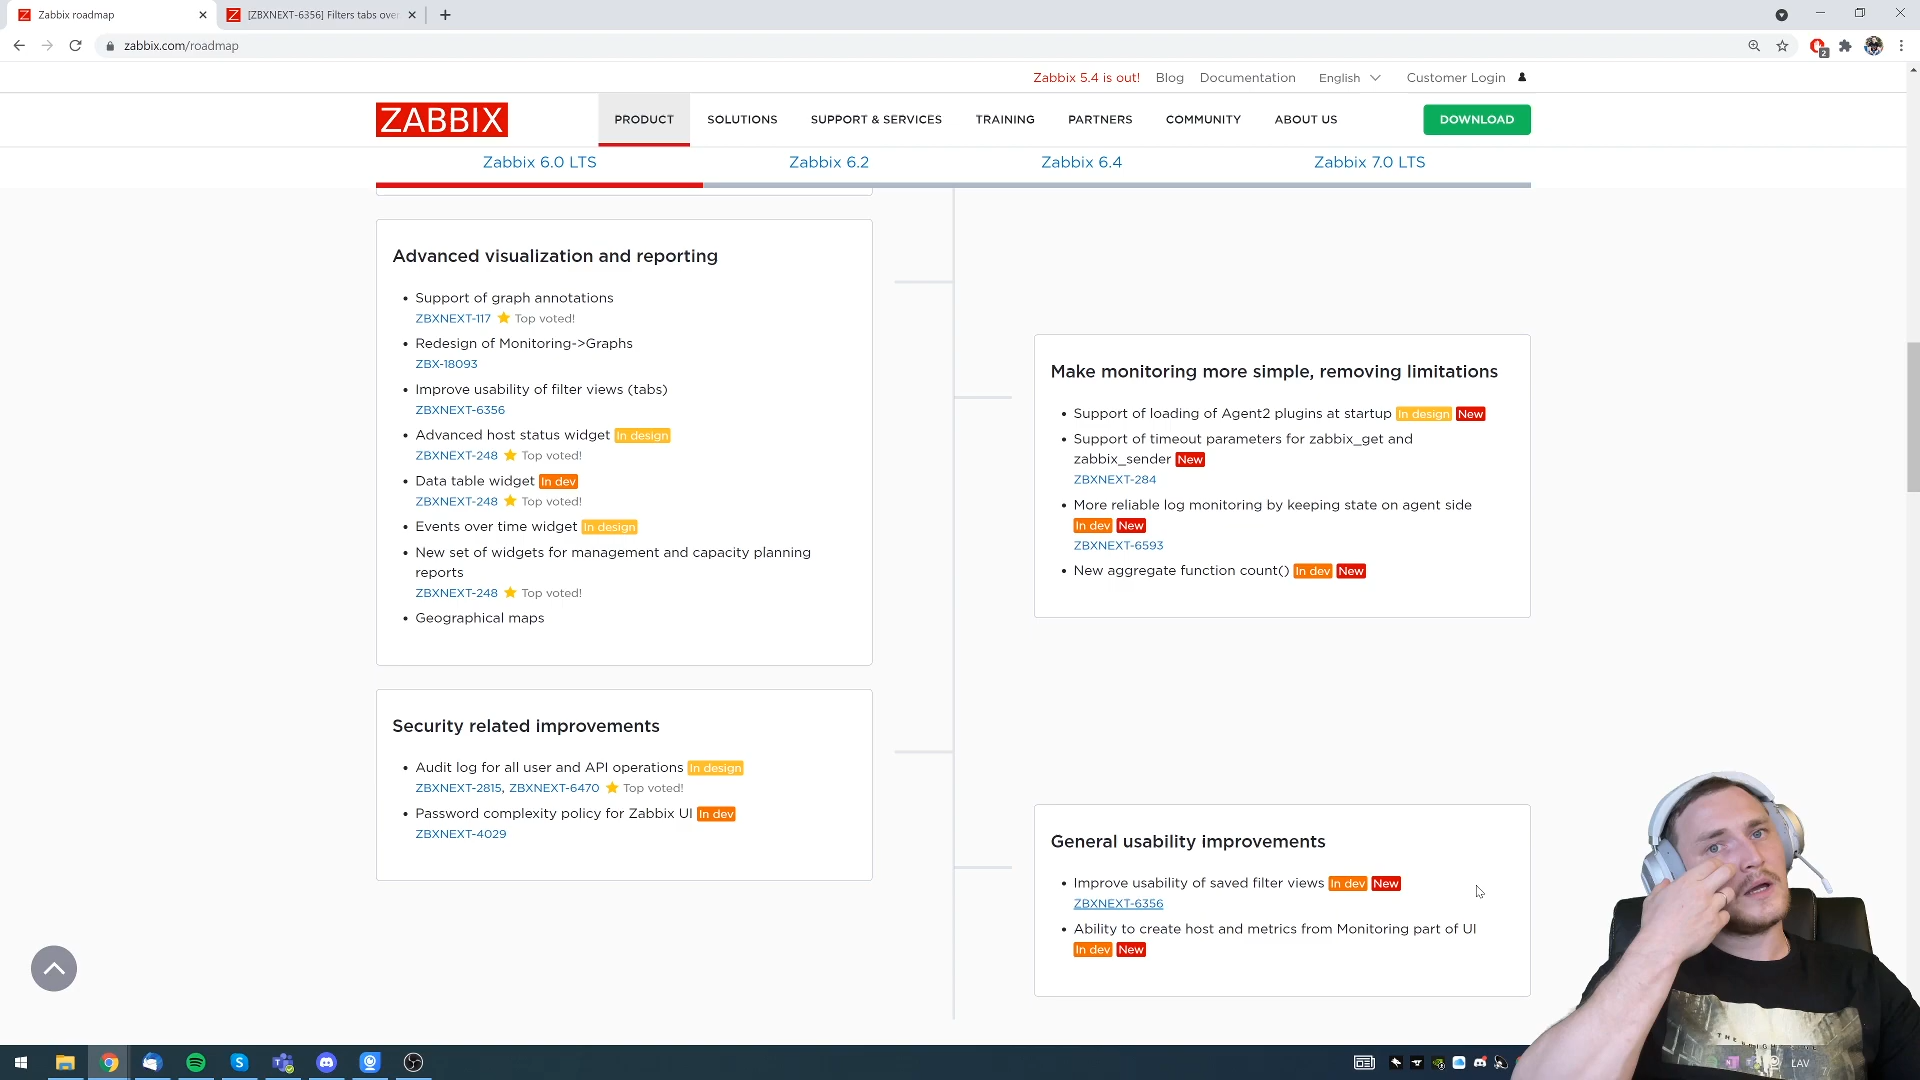 Zabbix roadmap
[ZBXNEXT-6356] Filters tabs over
zabbix.com/roadmap
2
Zabbix 5.4 is out!
Blog
Documentation
English
Customer Login
ZABBIX
PRODUCT
SOLUTIONS
SUPPORT & SERVICES
TRAINING
PARTNERS
COMMUNITY
ABOUT US
DOWNLOAD
Zabbix 6.0 LTS
Zabbix 6.2
Zabbix 6.4
Zabbix 7.0 LTS
Advanced visualization and reporting
Support of graph annotations
ZBXNEXT-117 Top voted!
Redesign of Monitoring->Graphs
ZBX-18093
Improve usability of filter views (tabs)
ZBXNEXT-6356
Advanced host status widget In design
ZBXNEXT-248 Top voted!
Data table widget In dev
ZBXNEXT-248 Top voted!
Events over time widget In design
New set of widgets for management and capacity planning
reports
ZBXNEXT-248 Top voted!
Geographical maps
Make monitoring more simple, removing limitations
Support of loading of Agent2 plugins at startup In design New
Support of timeout parameters for zabbix_get and
zabbix_sender New
ZBXNEXT-284
More reliable log monitoring by keeping state on agent side
In dev New
ZBXNEXT-6593
New aggregate function count() In dev New
Security related improvements
Audit log for all user and API operations In design
ZBXNEXT-2815, ZBXNEXT-6470 Top voted!
Password complexity policy for Zabbix UI In dev
ZBXNEXT-4029
General usability improvements
Improve usability of saved filter views In dev New
ZBXNEXT-6356
Ability to create host and metrics from Monitoring part of UI
In dev New
LAV